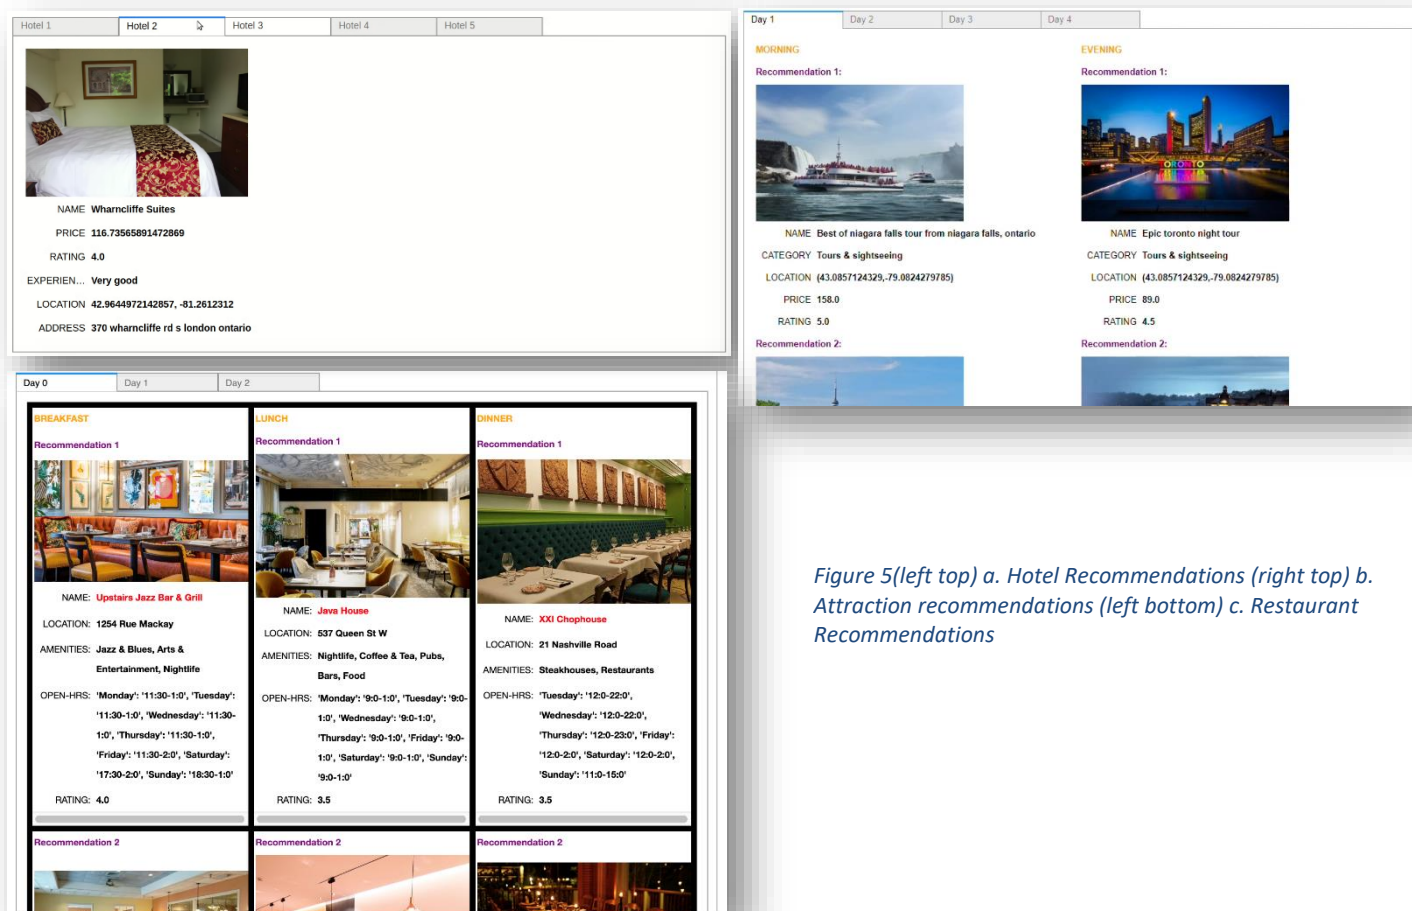 Hotel 1 Hotel 2 Hotel 3 Hotel 4 Hotel 5
NAME Wharncliffe Suites
PRICE 116.73565891472869
RATING 4.0
EXPERIEN... Very good
LOCATION 42.9644972142857, -81.2612312
ADDRESS 370 wharncliffe rd s london ontario
Day 1 Day 2 Day 3 Day 4
MORNING
Recommendation 1:
NAME Best of niagara falls tour from niagara falls, ontario
CATEGORY Tours & sightseeing
LOCATION (43.0857124329,-79.0824279785)
PRICE 158.0
RATING 5.0
Recommendation 2:
EVENING
Recommendation 1:
TORONTO
NAME Epic toronto night tour
CATEGORY Tours & sightseeing
LOCATION (43.0857124329,-79.0824279785)
PRICE 89.0
RATING 4.5
Recommendation 2:
Day 0 Day 1 Day 2
BREAKFAST
Recommendation 1
NAME: Upstairs Jazz Bar & Grill
LOCATION: 1254 Rue Mackay
AMENITIES: Jazz & Blues, Arts &
Entertainment, Nightlife
OPEN-HRS: 'Monday': '11:30-1:0', 'Tuesday':
'11:30-1:0', 'Wednesday': '11:30-
1:0', 'Thursday': '11:30-1:0',
'Friday': '11:30-2:0', 'Saturday':
'17:30-2:0', 'Sunday': '18:30-1:0'
RATING: 4.0
Recommendation 2
LUNCH
Recommendation 1
NAME: Java House
LOCATION: 537 Queen St W
AMENITIES: Nightlife, Coffee & Tea, Pubs,
Bars, Food
OPEN-HRS: 'Monday': '9:0-1:0', 'Tuesday': '9:0-
1:0', 'Wednesday': '9:0-1:0',
'Thursday': '9:0-1:0', 'Friday': '9:0-
1:0', 'Saturday': '9:0-1:0', 'Sunday':
'9:0-1:0'
RATING: 3.5
Recommendation 2
DINNER
Recommendation 1
NAME: XXI Chophouse
LOCATION: 21 Nashville Road
AMENITIES: Steakhouses, Restaurants
OPEN-HRS: 'Tuesday': '12:0-22:0',
'Wednesday': '12:0-22:0',
'Thursday': '12:0-23:0', 'Friday':
'12:0-2:0', 'Saturday': '12:0-2:0',
'Sunday': '11:0-15:0'
RATING: 3.5
Recommendation 2
Figure 5(left top) a. Hotel Recommendations (right top) b.
Attraction recommendations (left bottom) c. Restaurant
Recommendations